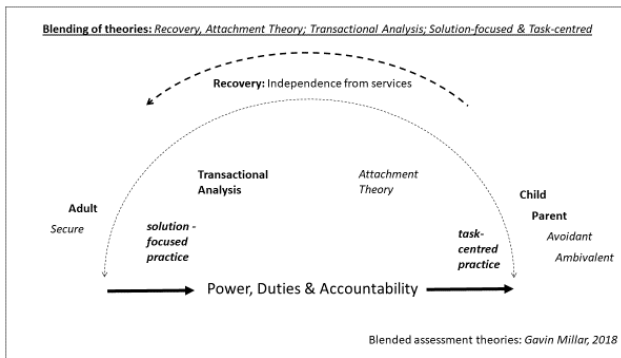 Blending of theories: Recovery, Attachment Theory; Transactional Analysis; Solution-focused & Task-centred
Recovery: Independence from services
Transactional
Analysis
Attachment
Theory
Adult
Secure
Child
Parent
Avoidant
Ambivalent
solution -
focused
practice
task-
centred
practice
Power, Duties & Accountability
Blended assessment theories: Gavin Millar, 2018